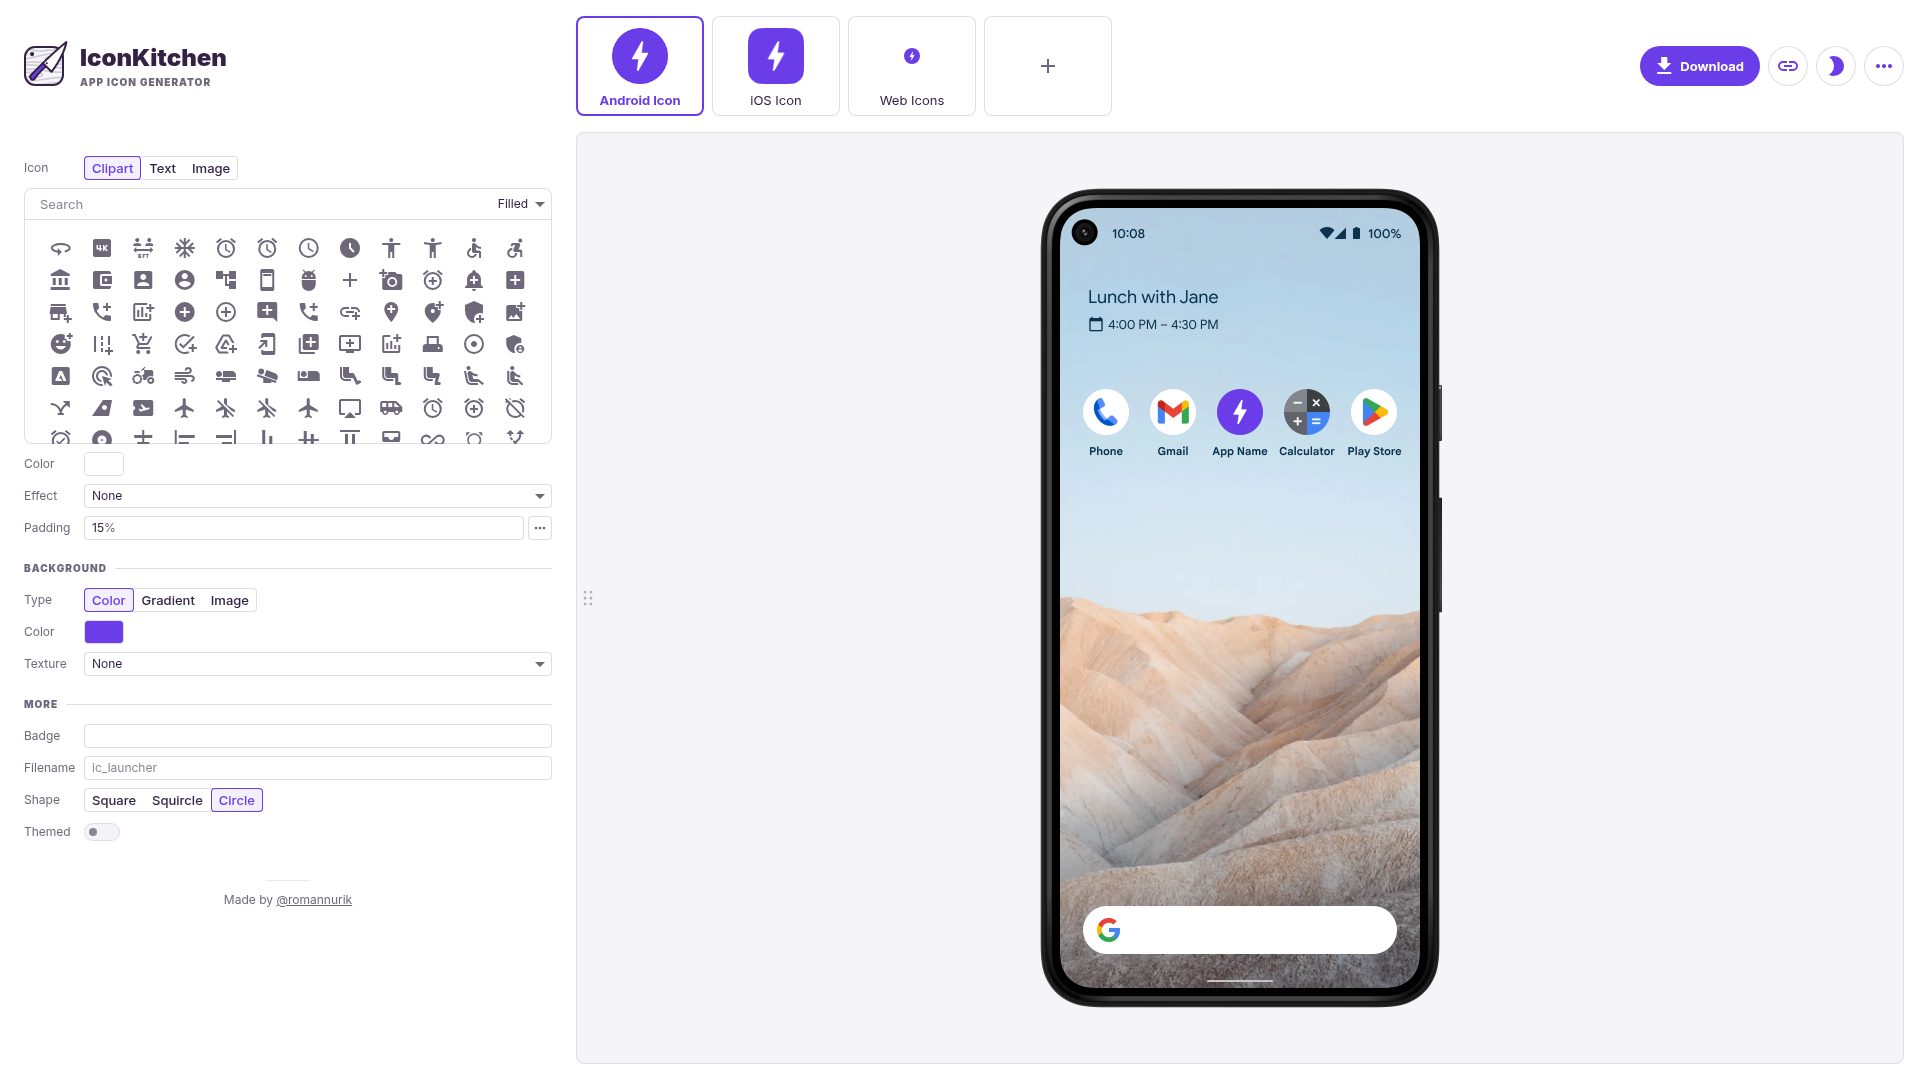 IconKitchen
APP ICON GENERATOR
Android Icon
iOS Icon
Web Icons
Download
Icon
Clipart
Text
Image
Search
Filled
4K
Color
Effect
None
Padding
15%
BACKGROUND
Type
Color
Gradient
Image
Color
Texture
None
MORE
Badge
Filename
ic_launcher
Shape
Square
Squircle
Circle
Themed
Made by @romannurik
10:08
100%
Lunch with Jane
4:00 PM – 4:30 PM
Phone
Gmail
App Name
Calculator
Play Store